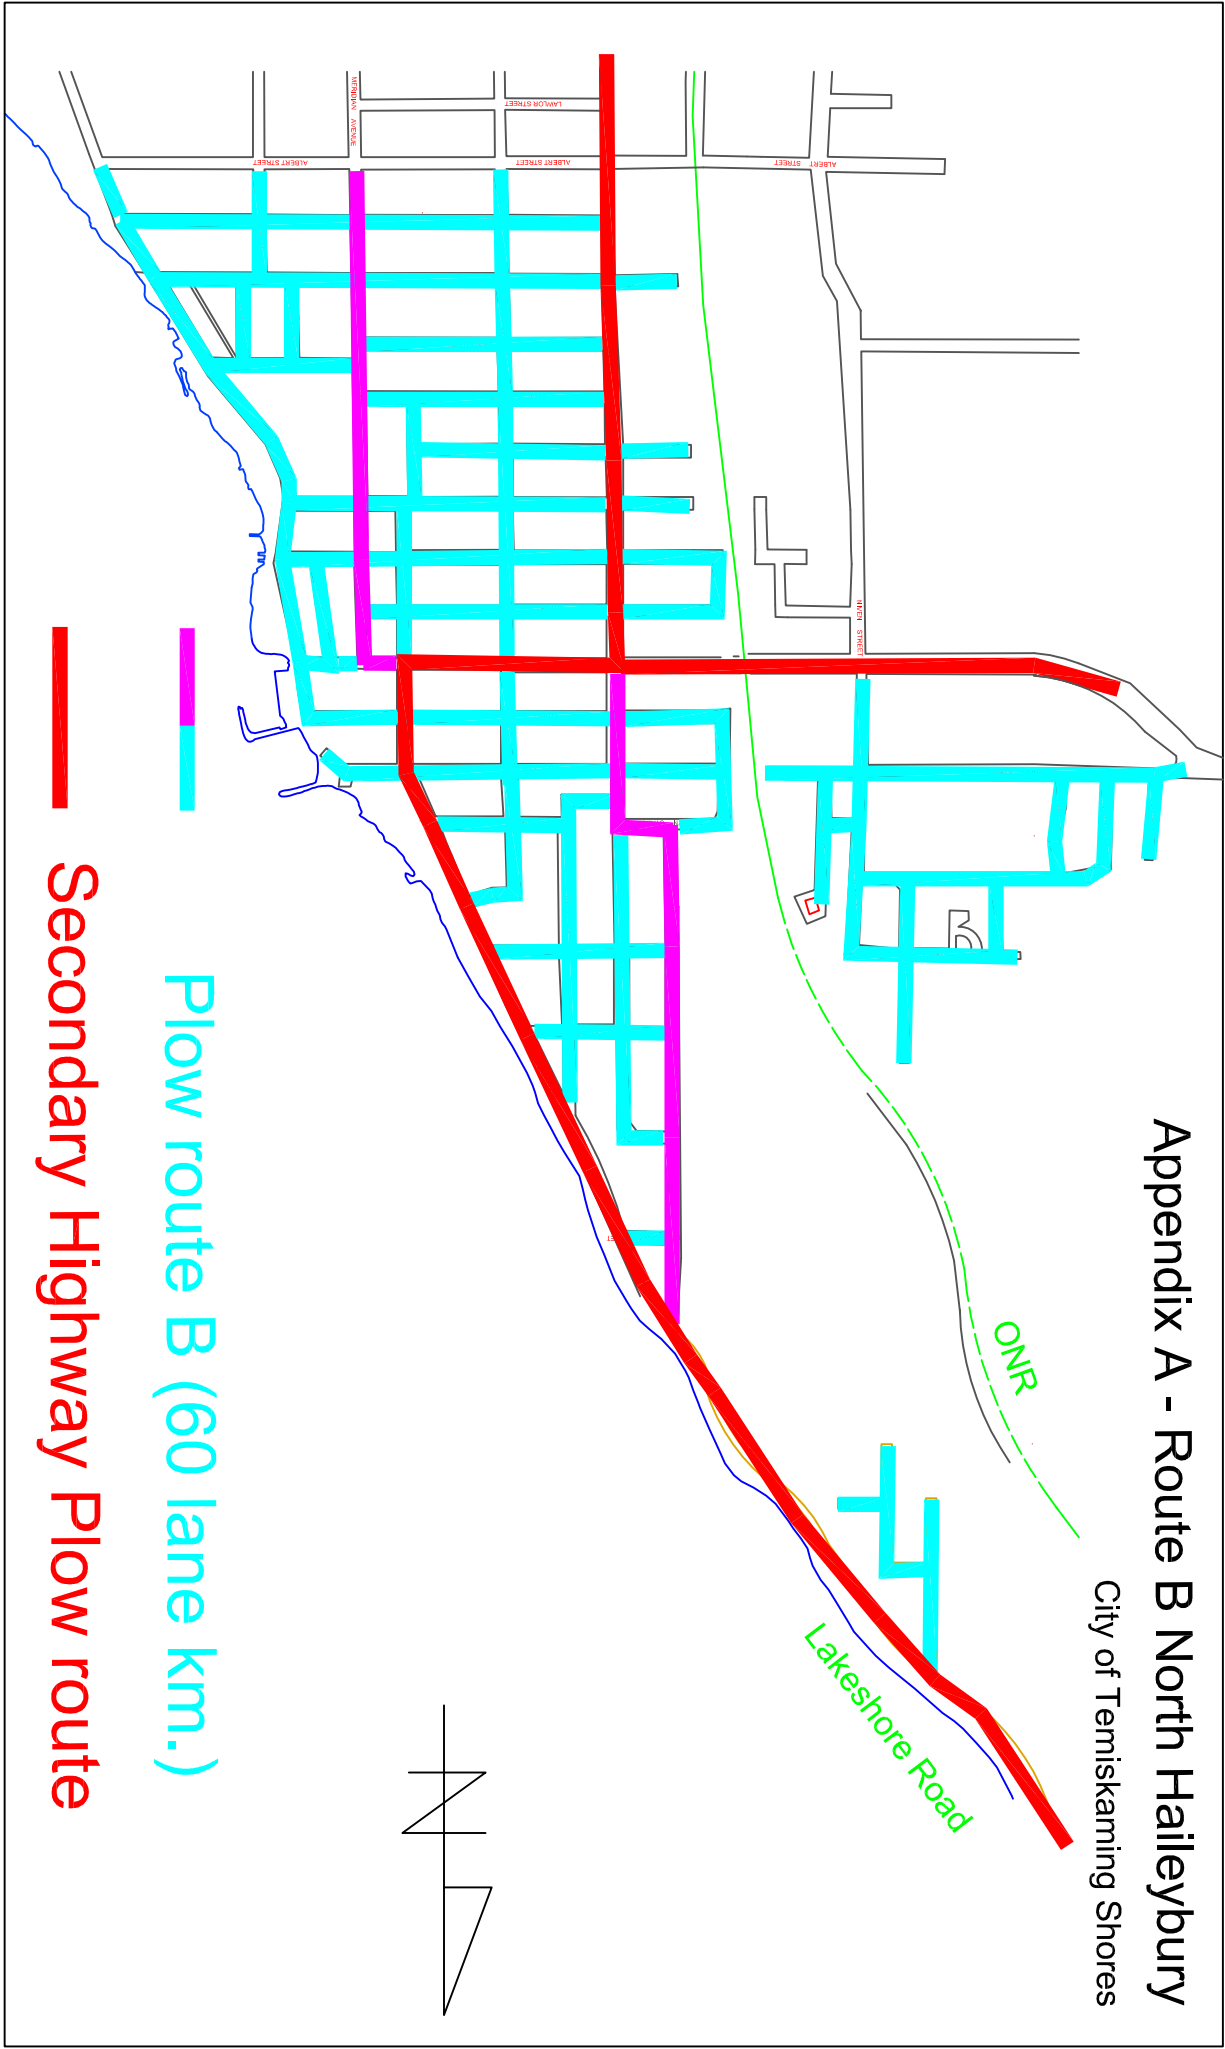 Appendix A - Route B North Haileybury
City of Temiskaming Shores
ONR
Lakeshore Road
Plow route B (60 lane km.)
Secondary Highway Plow route
N
MERIDIAN AVENUE
LAWLOR STREET
ALBERT STREET
ALBERT STREET
ALBERT STREET
NIVEN STREET